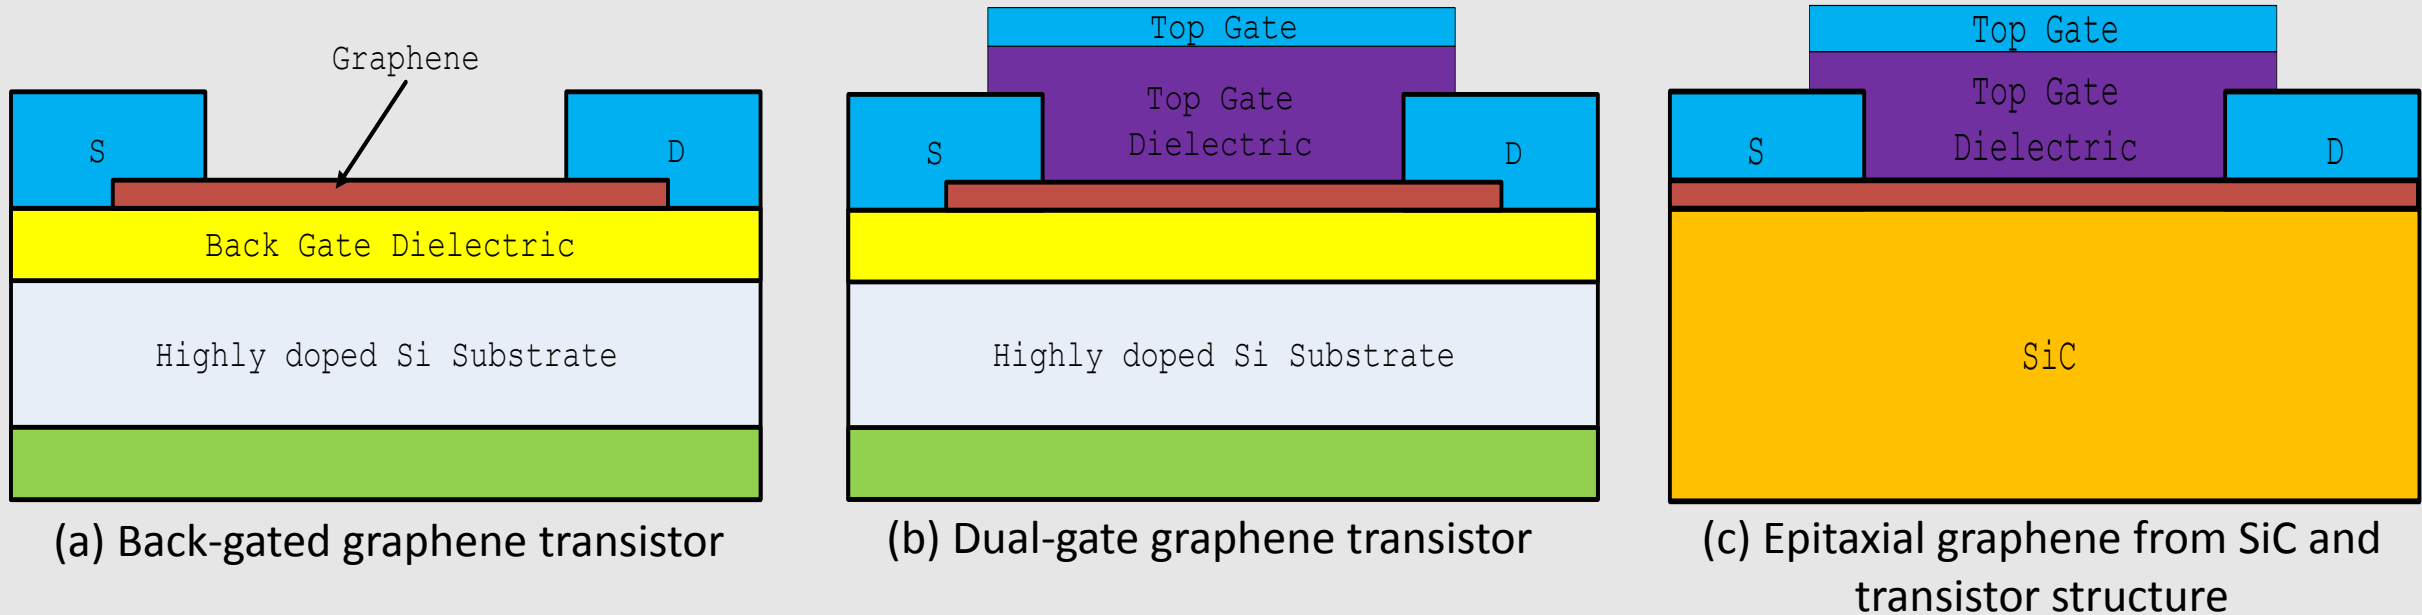 Graphene
S
D
Back Gate Dielectric
Highly doped Si Substrate
(a) Back-gated graphene transistor
Top Gate
Top Gate
Dielectric
S
D
Highly doped Si Substrate
(b) Dual-gate graphene transistor
Top Gate
Top Gate
Dielectric
S
D
SiC
(c) Epitaxial graphene from SiC and
transistor structure